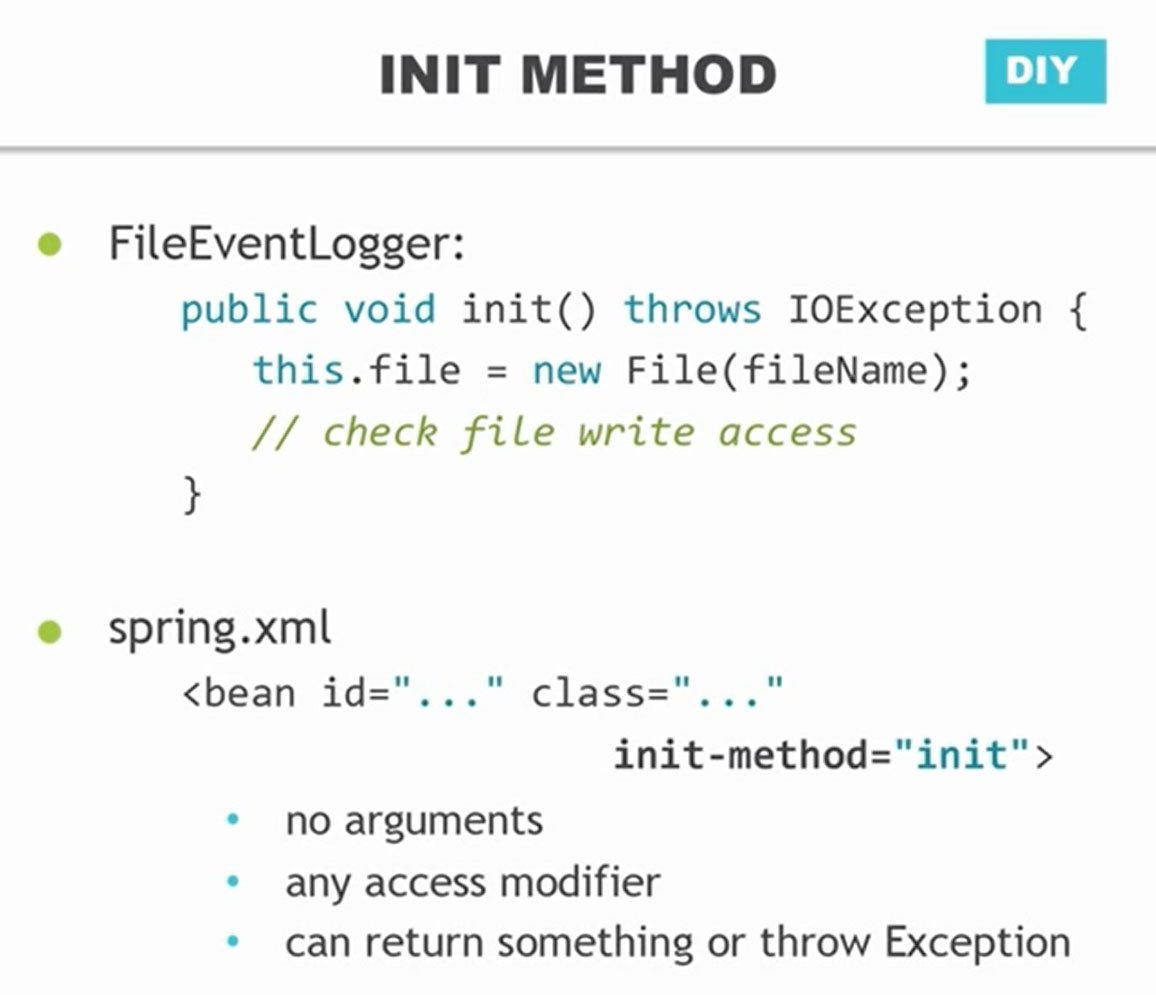 INIT METHOD
DIY
FileEventLogger:
public void init() throws IOException {
this.file = new File(fileName);
// check file write access
}
spring.xml
<bean id="..." class="..."
init-method="init">
no arguments
any access modifier
can return something or throw Exception